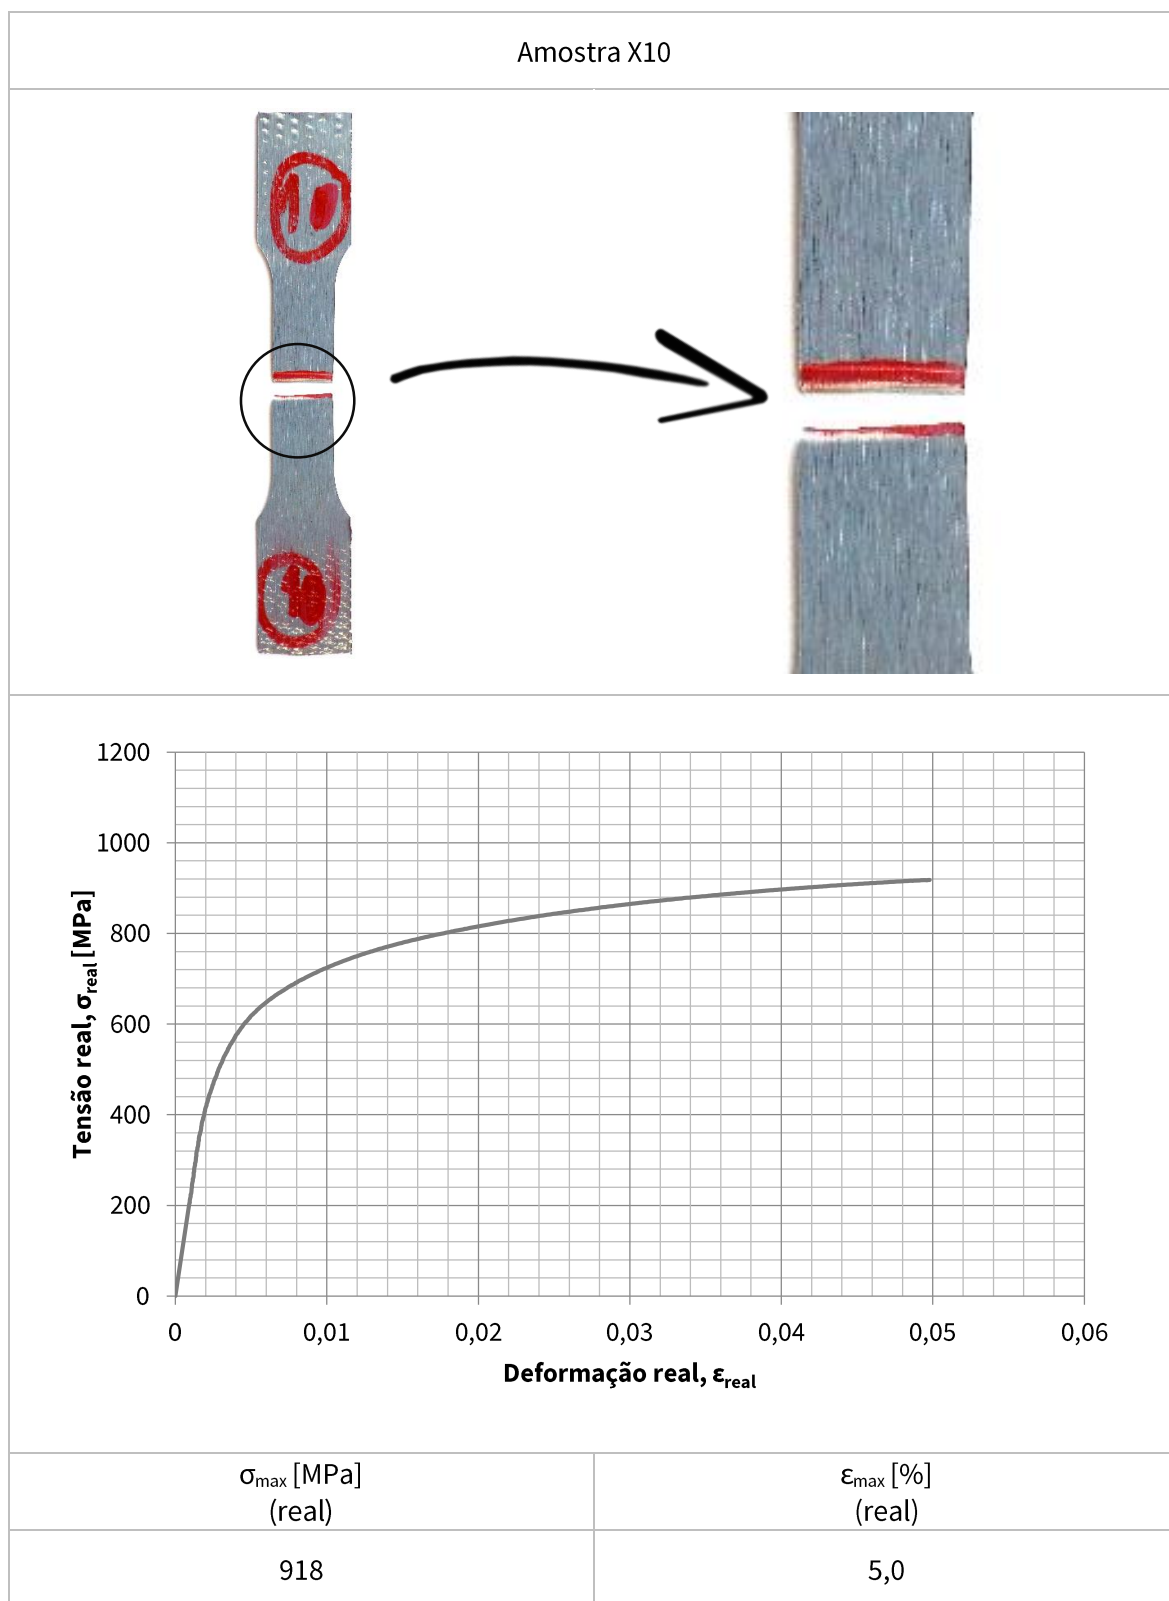 Amostra X10
10
10
1200
1000
800
600
400
200
0
Tensão real, σreal [MPa]
0 0,01 0,02 0,03 0,04 0,05 0,06
Deformação real, εreal
σmax [MPa]
(real)
εmax [%]
(real)
918
5,0